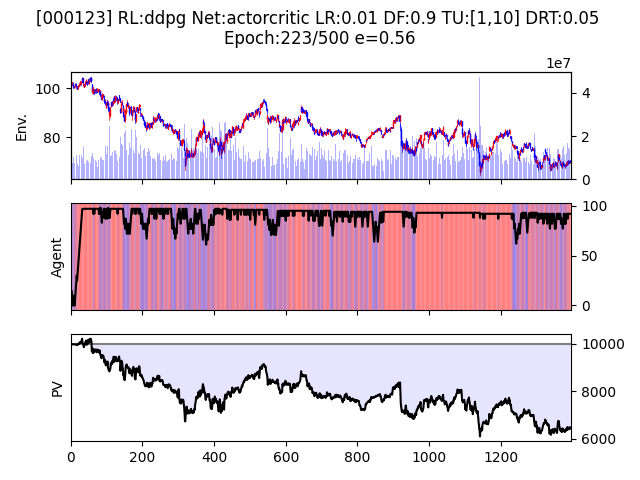 [000123] RL:ddpg Net:actorcritic LR:0.01 DF:0.9 TU:[1,10] DRT:0.05
Epoch:223/500 e=0.56
1e7
100
80
Env.
4
2
0
Agent
100
50
0
PV
10000
8000
6000
0 200 400 600 800 1000 1200